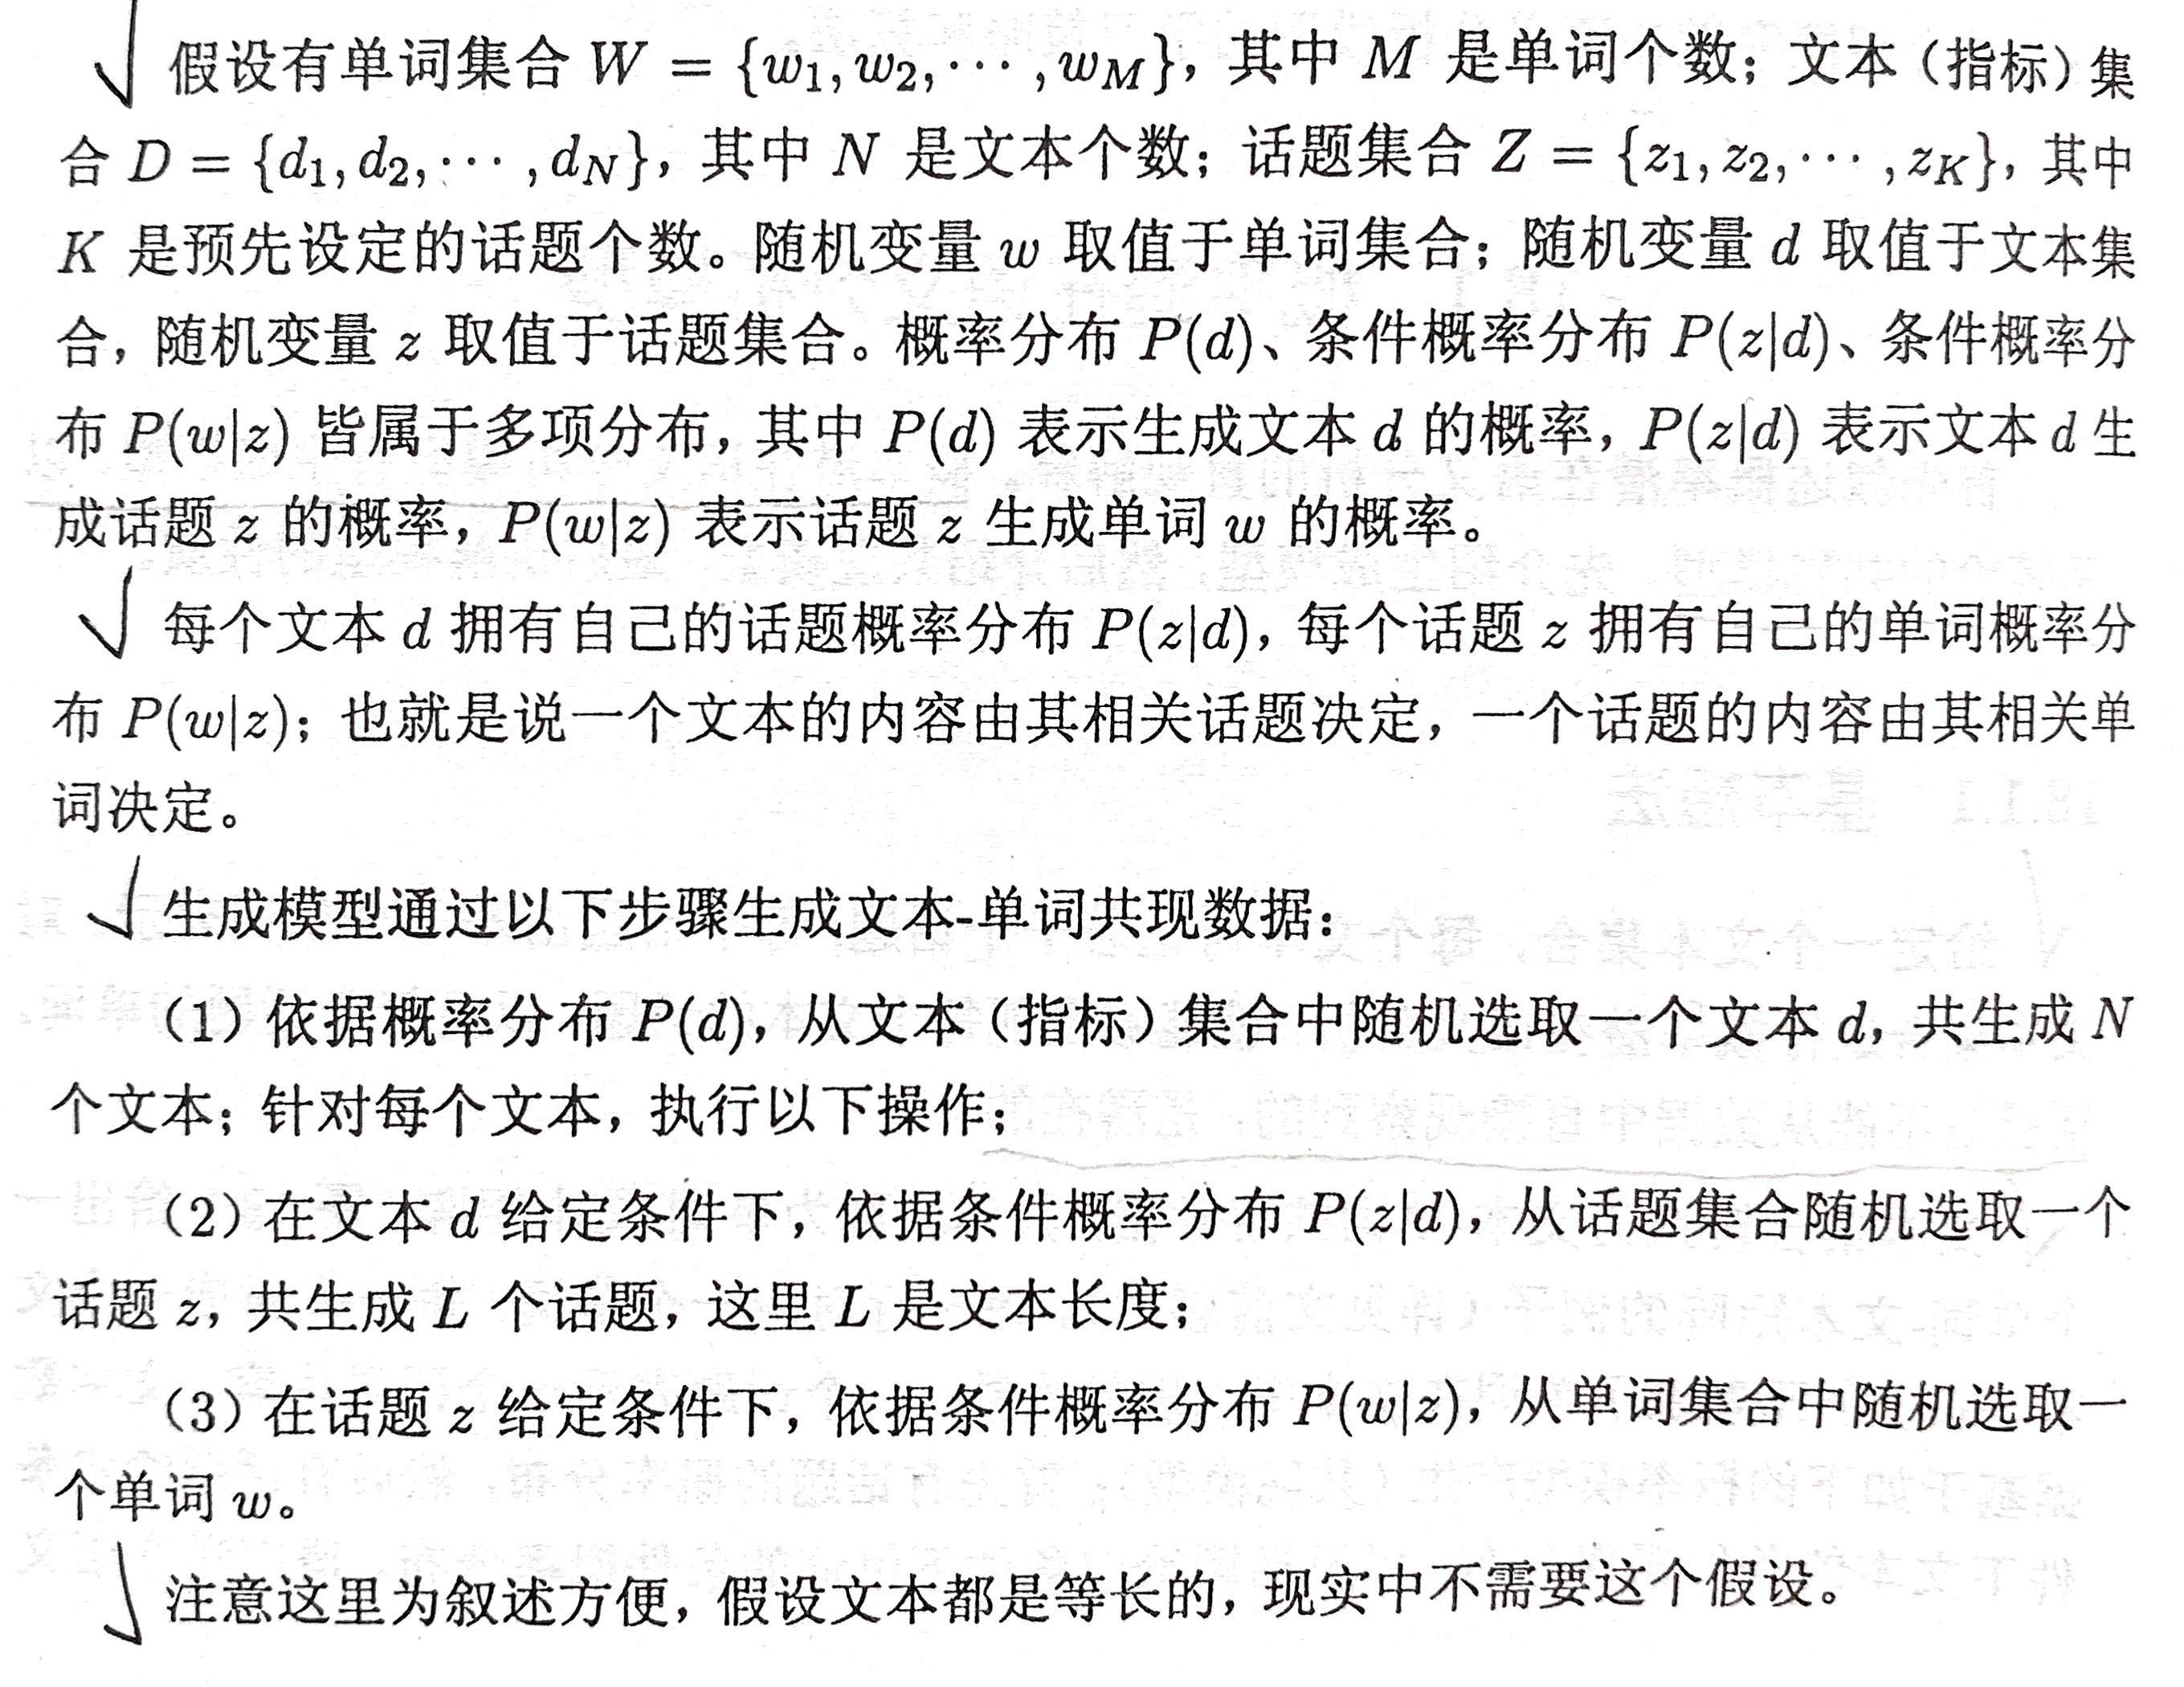 假设有单词集合 W = {w1, w2, ⋯ , wM}, 其中 M 是单词个数; 文本（指标）集
合 D = {d1, d2, ⋯ , dN}, 其中 N 是文本个数; 话题集合 Z = {z1, z2, ⋯ , zK}, 其中
K 是预先设定的话题个数。随机变量 w 取值于单词集合; 随机变量 d 取值于文本集
合, 随机变量 z 取值于话题集合。概率分布 P(d)、条件概率分布 P(z|d)、条件概率分
布 P(w|z) 皆属于多项分布, 其中 P(d) 表示生成文本 d 的概率, P(z|d) 表示文本 d 生
成话题 z 的概率, P(w|z) 表示话题 z 生成单词 w 的概率。
每个文本 d 拥有自己的话题概率分布 P(z|d), 每个话题 z 拥有自己的单词概率分
布 P(w|z); 也就是说一个文本的内容由其相关话题决定, 一个话题的内容由其相关单
词决定。
生成模型通过以下步骤生成文本-单词共现数据:
（1）依据概率分布 P(d), 从文本（指标）集合中随机选取一个文本 d, 共生成 N
个文本; 针对每个文本, 执行以下操作;
（2）在文本 d 给定条件下, 依据条件概率分布 P(z|d), 从话题集合随机选取一个
话题 z, 共生成 L 个话题, 这里 L 是文本长度;
（3）在话题 z 给定条件下, 依据条件概率分布 P(w|z), 从单词集合中随机选取一
个单词 w。
注意这里为叙述方便, 假设文本都是等长的, 现实中不需要这个假设。